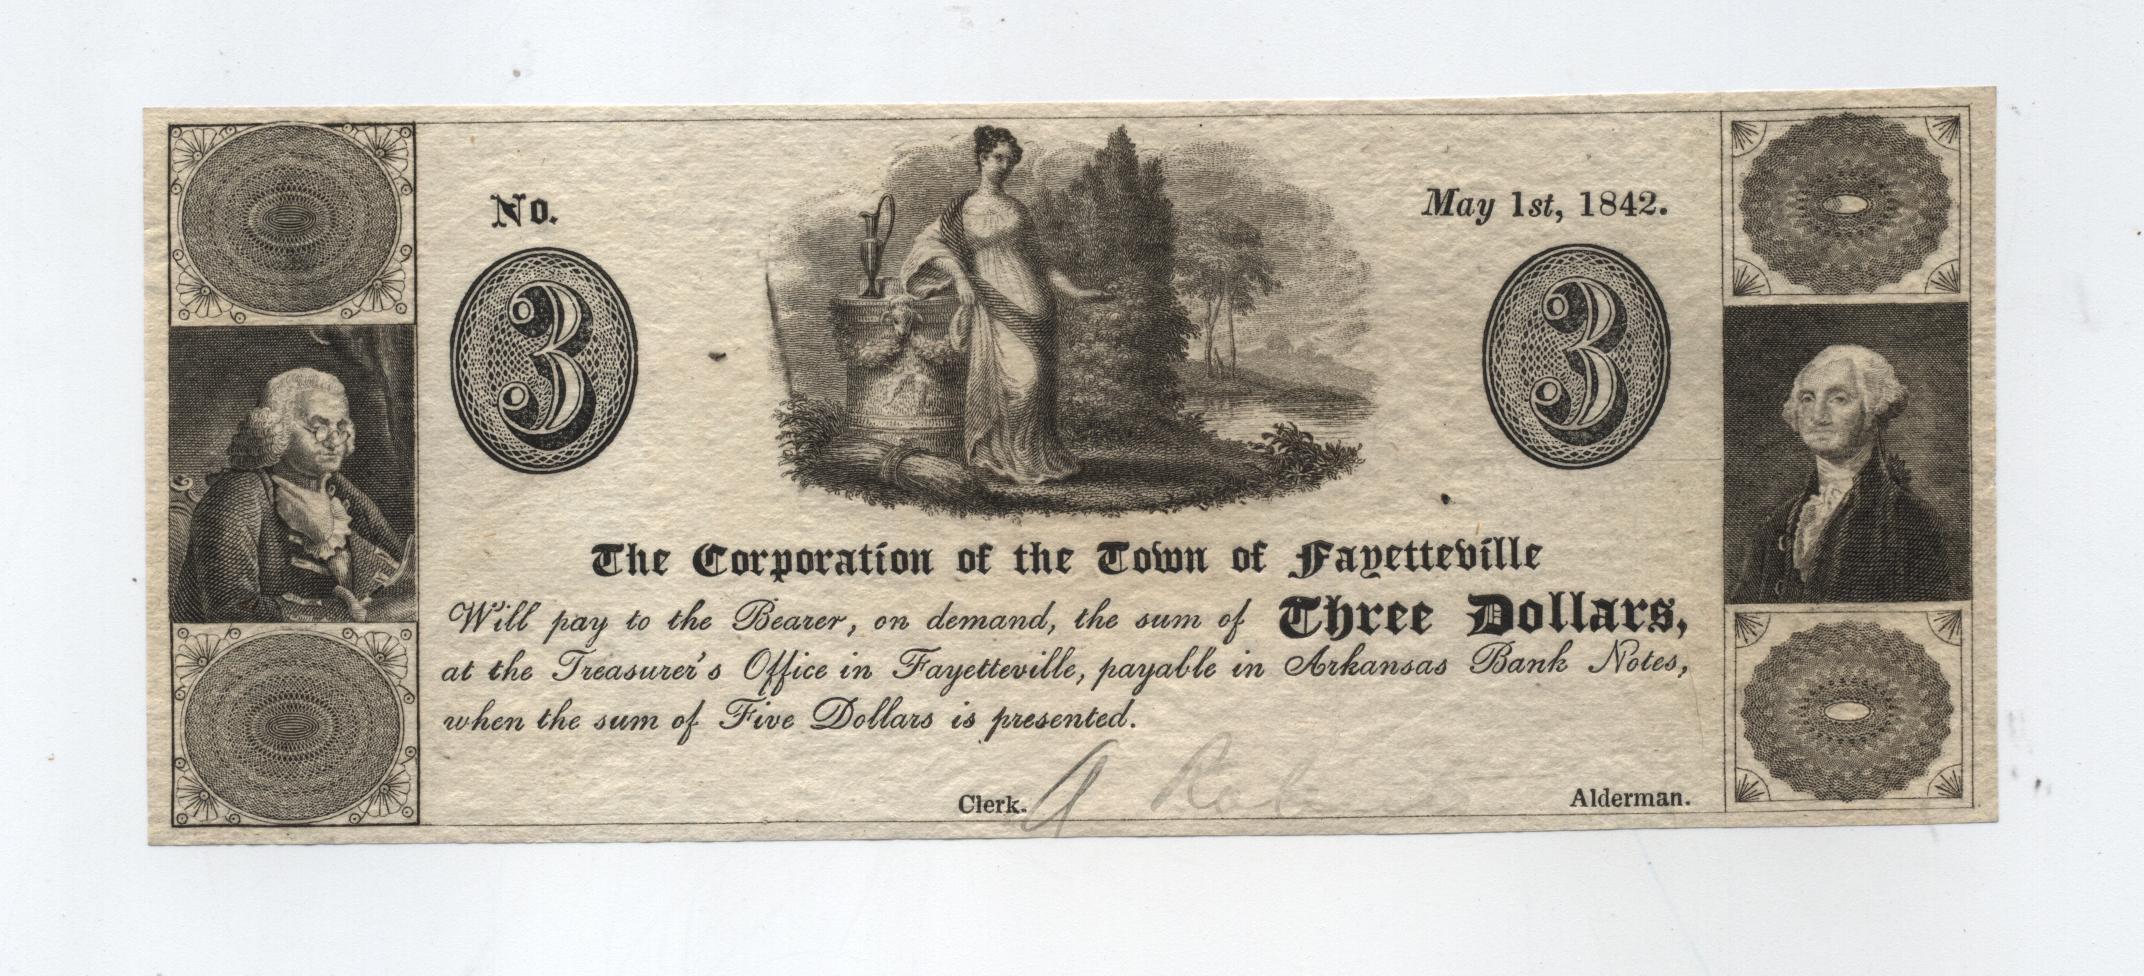 No.
May 1st, 1842.
3
3
The Corporation of the Town of Fayetteville
Will pay to the Bearer, on demand, the sum of Three Dollars,
at the Treasurer's Office in Fayetteville, payable in Arkansas Bank Notes,
when the sum of Five Dollars is presented.
Clerk.
Alderman.